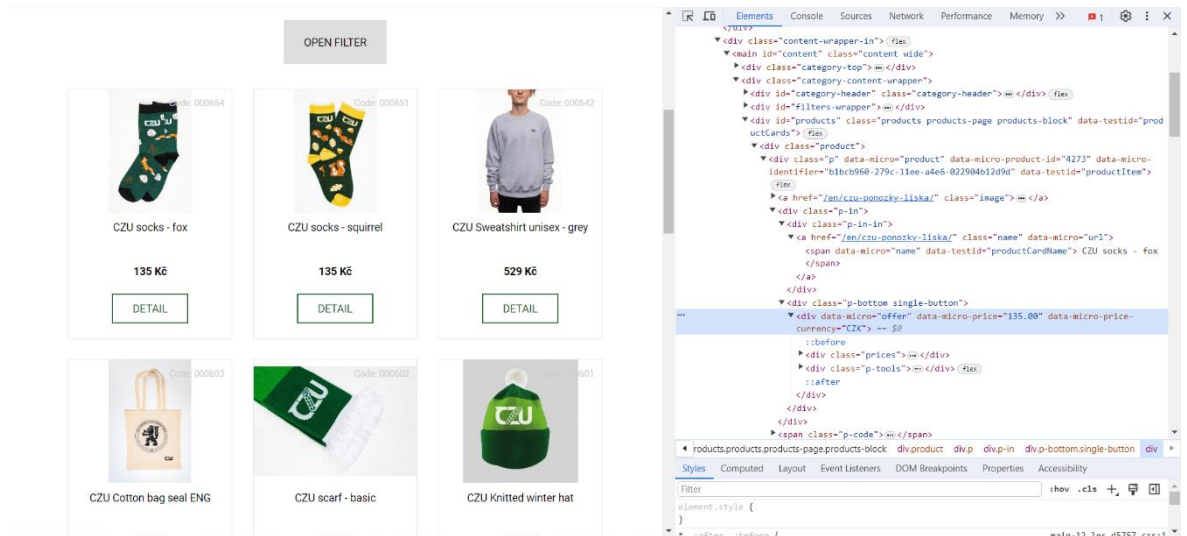 OPEN FILTER
Code: 000654
Code: 000651
Code: 000642
CZU
CZU
CZU socks - fox
CZU socks - squirrel
CZU Sweatshirt unisex - grey
135 Kč
135 Kč
529 Kč
DETAIL
DETAIL
DETAIL
Code: 000603
Code: 000602
0601
CZU
CZU
CZU
CZU Cotton bag seal ENG
CZU scarf - basic
CZU Knitted winter hat
Elements Console Sources Network Performance Memory 1
</div>
<div class="content-wrapper-in"> flex
<main id="content" class="content wide">
<div class="category-top"> ⋯ </div>
<div class="category-content-wrapper">
<div id="category-header" class="category-header"> ⋯ </div> flex
<div id="filters-wrapper"> ⋯ </div>
<div id="products" class="products products-page products-block" data-testid="prod
uctCards"> flex
<div class="product">
<div class="p" data-micro="product" data-micro-product-id="4273" data-micro-
identifier="b1bcb960-279c-11ee-a4e6-022904b12d9d" data-testid="productItem">
flex
<a href="/en/czu-ponozky-liska/" class="image"> ⋯ </a>
<div class="p-in">
<div class="p-in-in">
<a href="/en/czu-ponozky-liska/" class="name" data-micro="url">
<span data-micro="name" data-testid="productCardName"> CZU socks - fox
</span>
</a>
</div>
<div class="p-bottom single-button">
<div data-micro="offer" data-micro-price="135.00" data-micro-price-
currency="CZK"> == $0
::before
<div class="prices"> ⋯ </div>
<div class="p-tools"> ⋯ </div> flex
::after
</div>
</div>
</div>
<span class="p-code"> ⋯ </span>
roducts.products.products-page.products-block div.product div.p div.p-in div.p-bottom.single-button div
Styles Computed Layout Event Listeners DOM Breakpoints Properties Accessibility
Filter :hov .cls
element.style {
}